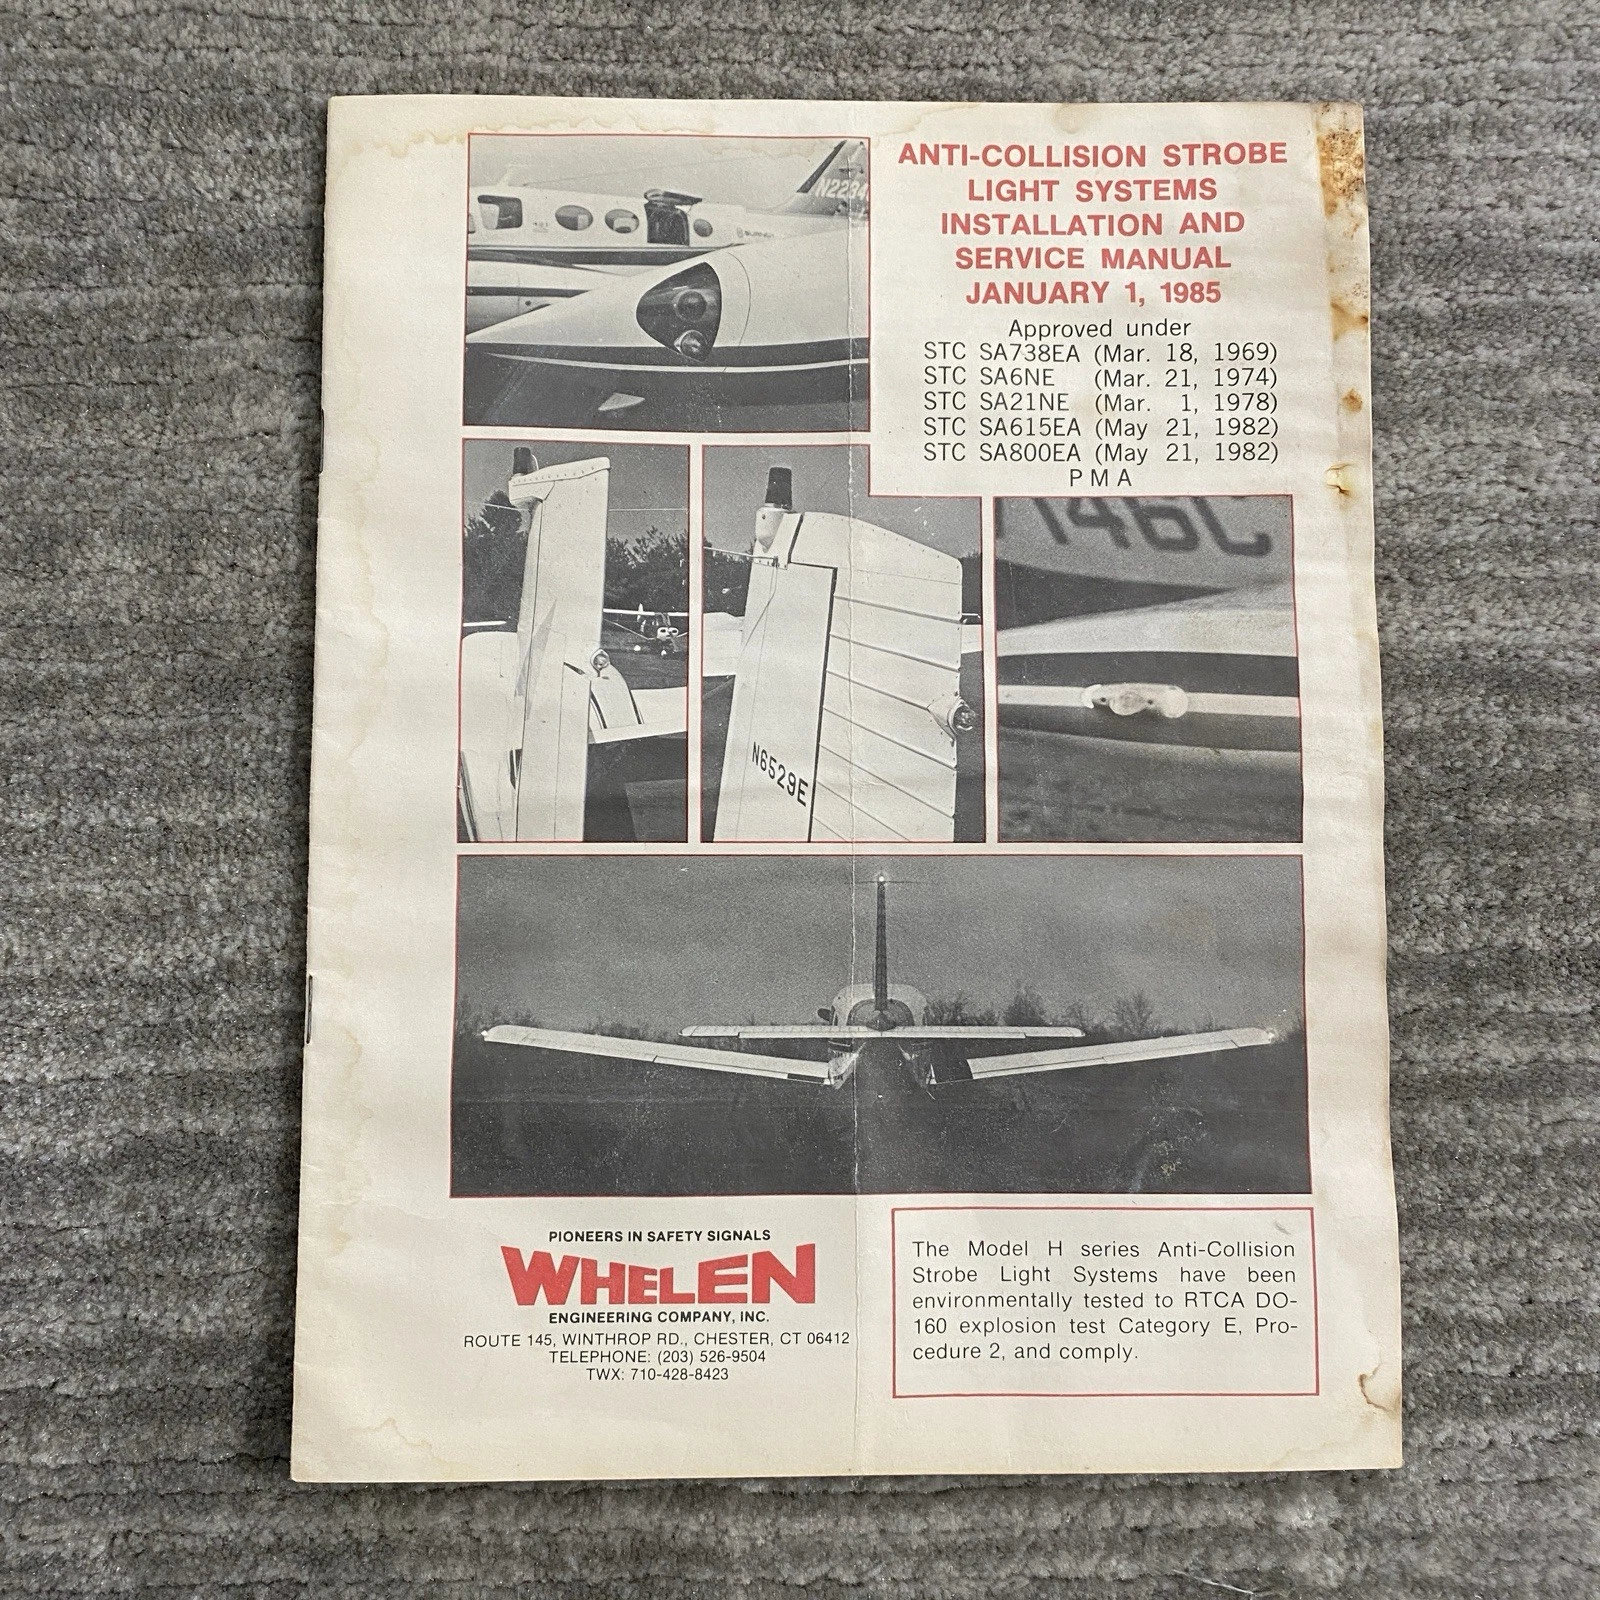 ANTI-COLLISION STROBE
LIGHT SYSTEMS
INSTALLATION AND
SERVICE MANUAL
JANUARY 1, 1985
Approved under
STC SA738EA (Mar. 18, 1969)
STC SA6NE (Mar. 21, 1974)
STC SA21NE (Mar. 1, 1978)
STC SA615EA (May 21, 1982)
STC SA800EA (May 21, 1982)
PMA
N6529E
PIONEERS IN SAFETY SIGNALS
WHELEN
ENGINEERING COMPANY, INC.
ROUTE 145, WINTHROP RD., CHESTER, CT 06412
TELEPHONE: (203) 526-9504
TWX: 710-428-8423
The Model H series Anti-Collision
Strobe Light Systems have been
environmentally tested to RTCA DO-
160 explosion test Category E, Pro-
cedure 2, and comply.